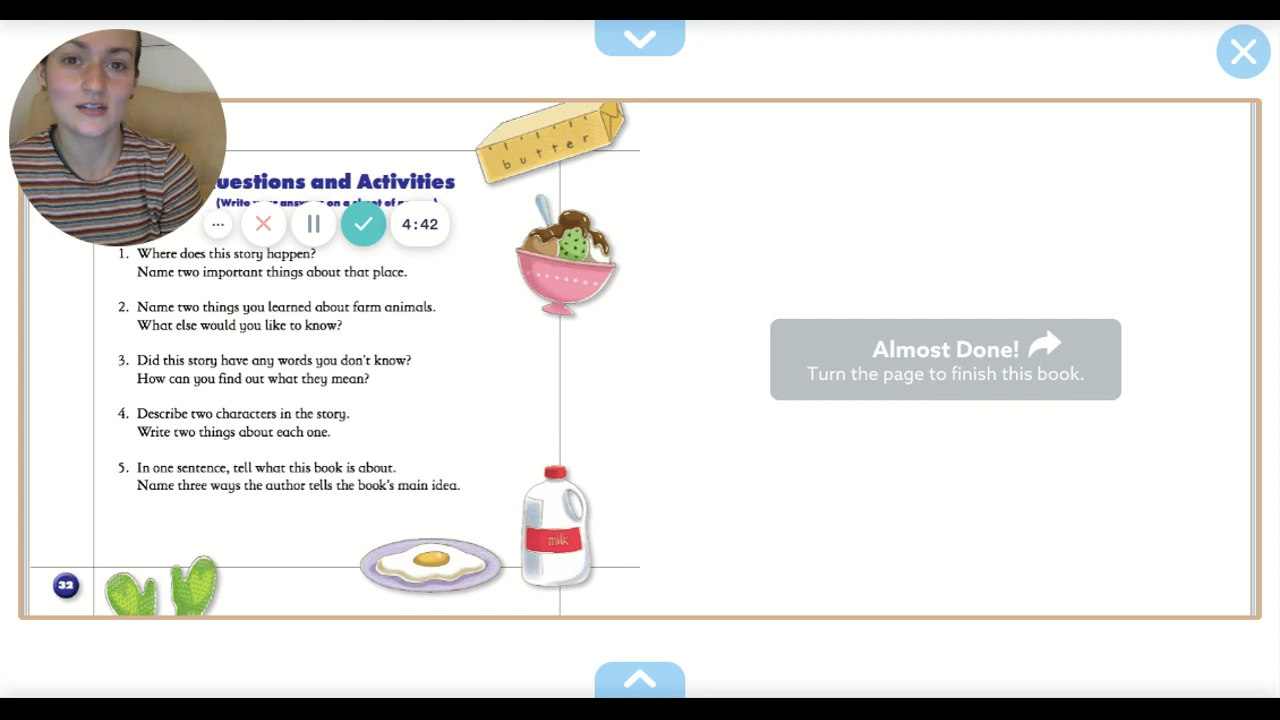 butter
uestions and Activities
(Write
on a
4:42
1. Where does this story happen?
Name two important things about that place.
2. Name two things you learned about farm animals.
What else would you like to know?
3. Did this story have any words you don't know?
How can you find out what they mean?
4. Describe two characters in the story.
Write two things about each one.
5. In one sentence, tell what this book is about.
Name three ways the author tells the book's main idea.
milk
32
Almost Done!
Turn the page to finish this book.